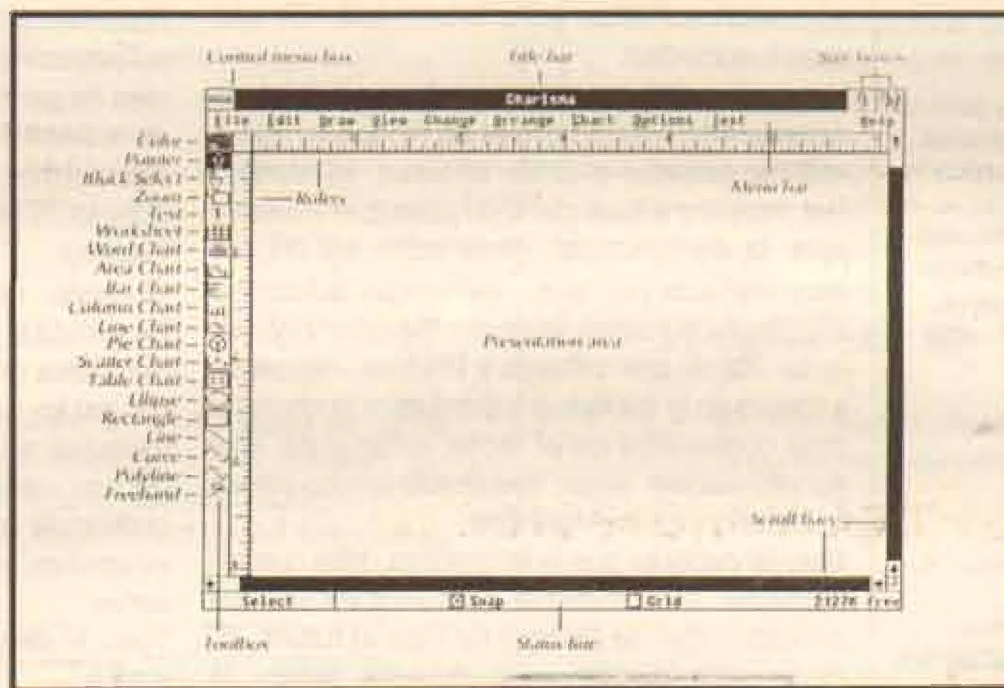 Control menu box Title bar Size boxes
Charisma
File Edit Draw View Change Arrange Chart Options Text Help
Color
Pointer
Block Select
Zoom
Text
Worksheet
Word Chart
Area Chart
Bar Chart
Column Chart
Line Chart
Pie Chart
Scatter Chart
Table Chart
Ellipse
Rectangle
Line
Curve
Polyline
Freehand
Rulers
Menu bar
Presentation area
Scroll bars
Select Snap Grid 2127K free
Toolbox Status bar